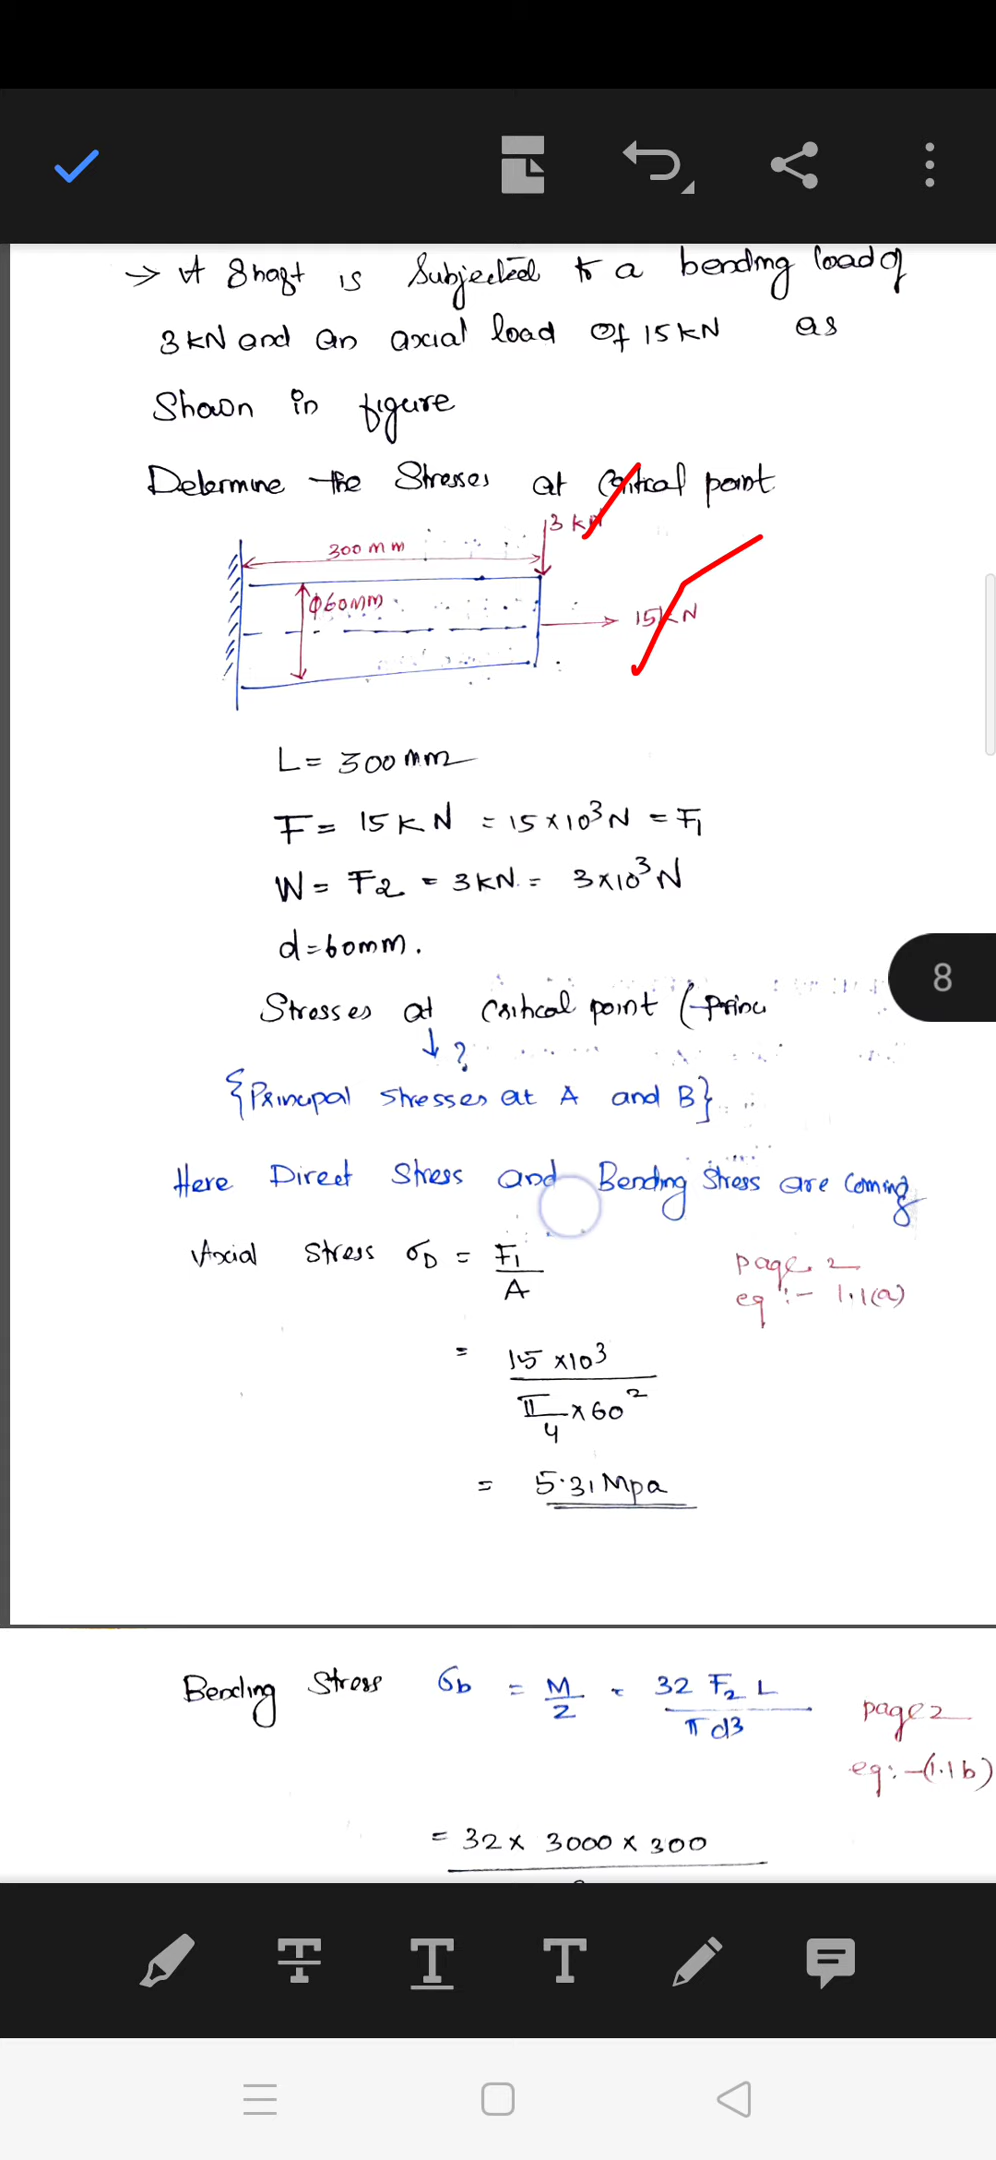 → A Shaft is Subjected to a bending load of
3 kN and an axial load of 15 kN as
Shown in figure
Determine the Stresses at Critical point
3 kN
300 mm
ϕ60mm
15 kN
L = 300 mm
F = 15 k N = 15 × 10³ N = F₁
W = F2 = 3 kN = 3×10³ N
d = 60mm.
8
Stresses at Critical point (princ
↓ ?
{Principal stresses at A and B}
Here Direct Stress and Bending Stress are Coming
Axial Stress σD = F₁/A
page 2
eq :- 1.1(a)
= 15 ×10³ / π/4 × 60²
= 5.31 Mpa
Bending Stress σb = M/Z = 32 F₂ L / π d3
page 2
eq:-(1.1b)
= 32 × 3000 × 300
T T T